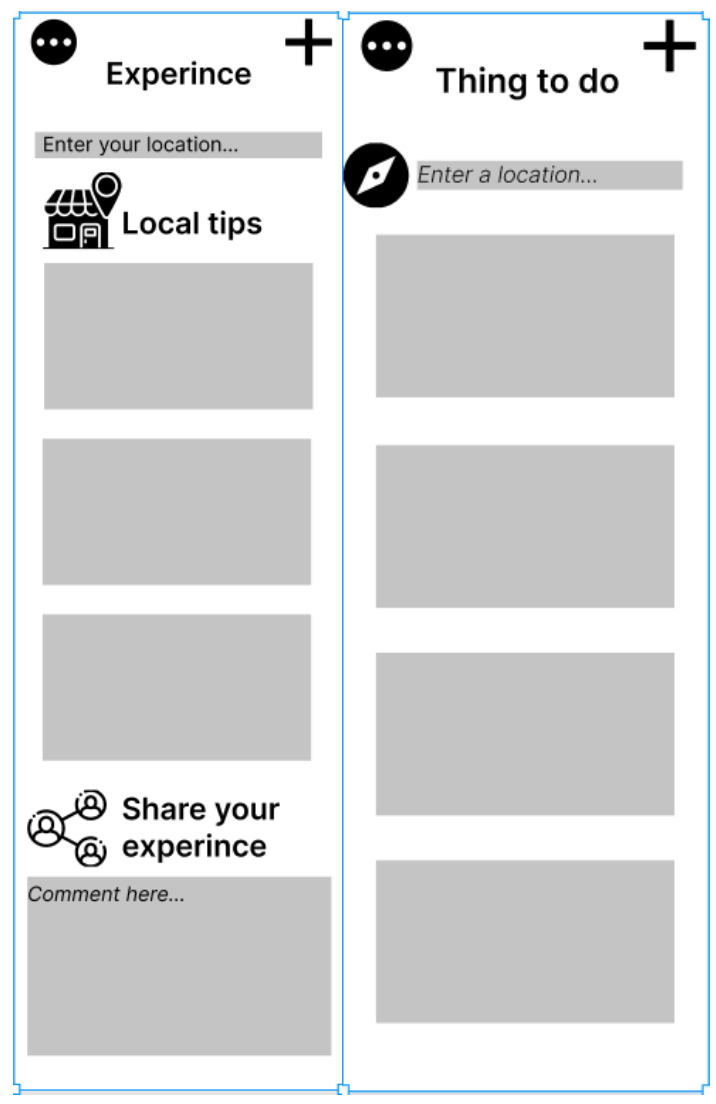 Experince
Enter your location...
Local tips
Share your
experince
Comment here...
Thing to do
Enter a location...